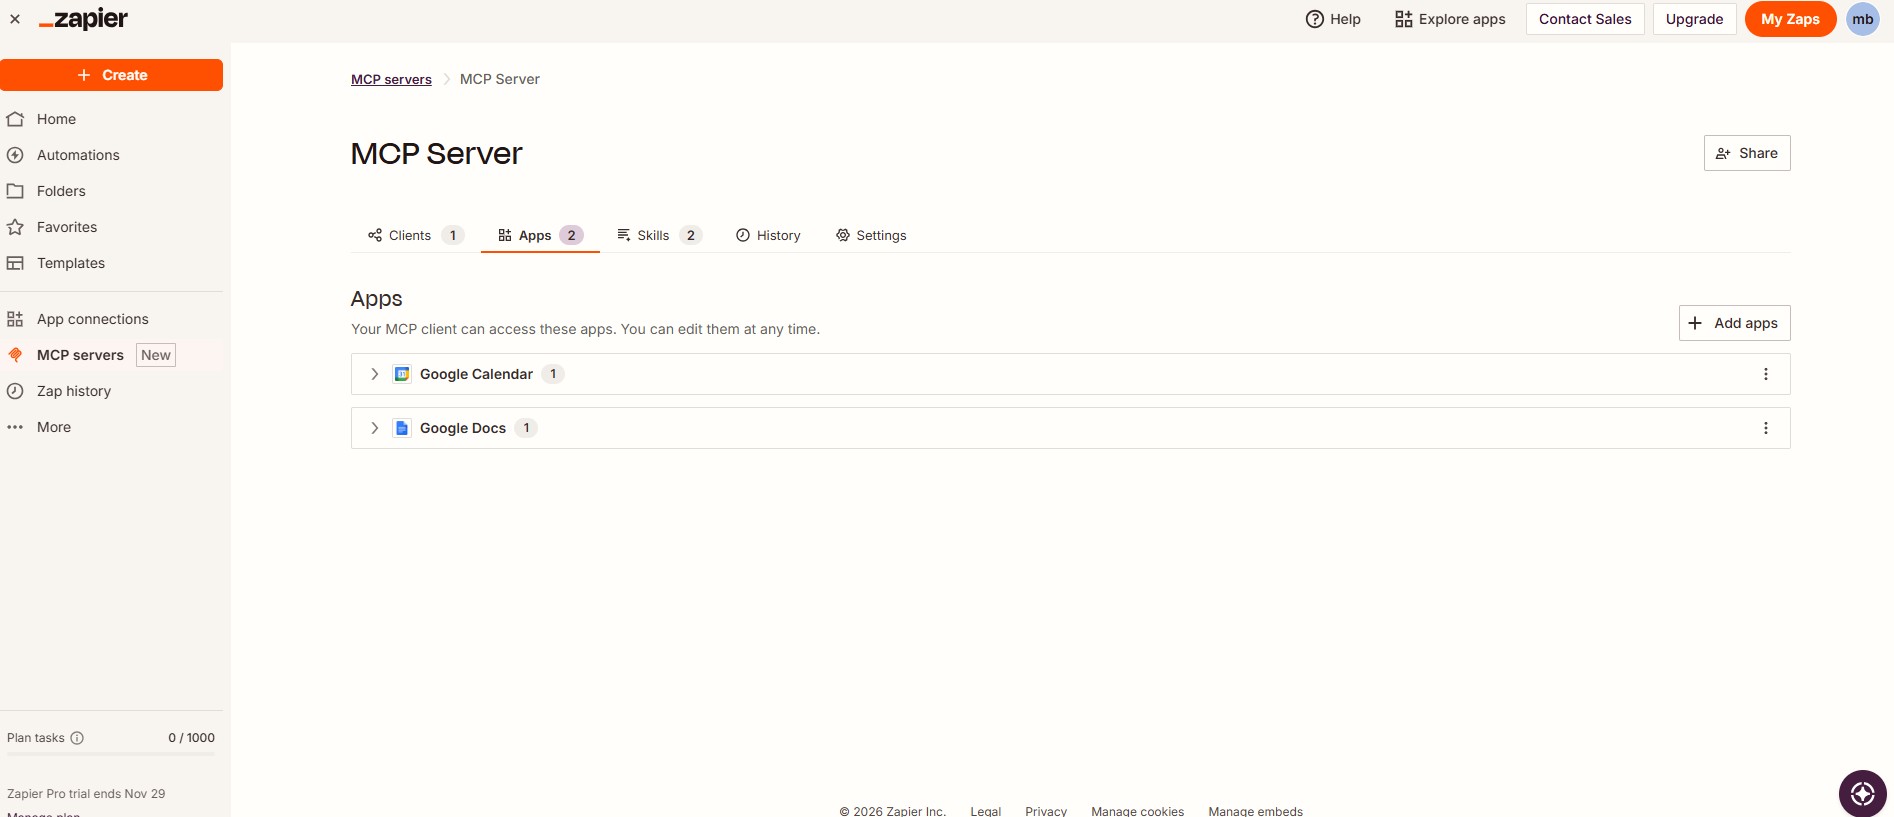 zapier
Help
Explore apps
Contact Sales
Upgrade
My Zaps
mb
Create
Home
Automations
Folders
Favorites
Templates
App connections
MCP servers New
Zap history
More
Plan tasks 0 / 1000
Zapier Pro trial ends Nov 29
Manage plan
MCP servers MCP Server
MCP Server
Share
Clients 1
Apps 2
Skills 2
History
Settings
Apps
Your MCP client can access these apps. You can edit them at any time.
Add apps
Google Calendar 1
Google Docs 1
© 2026 Zapier Inc. Legal Privacy Manage cookies Manage embeds